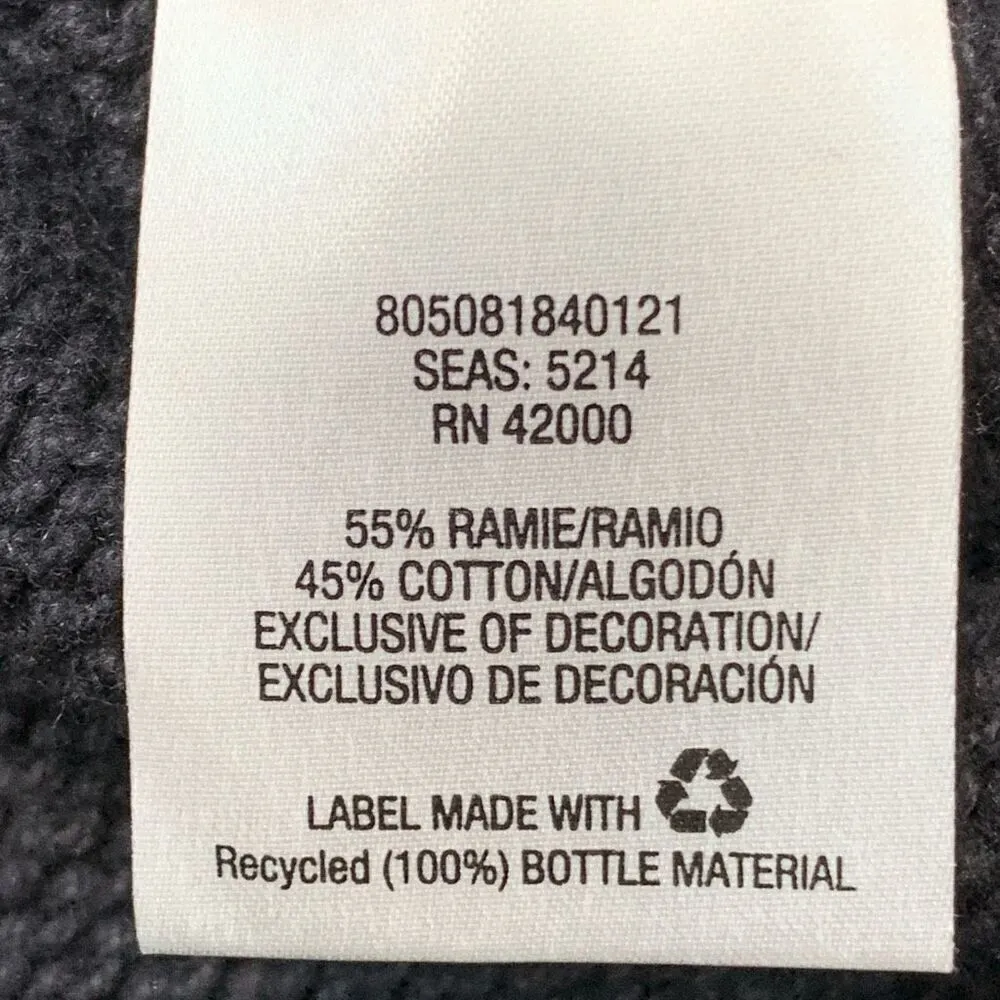 805081840121
SEAS: 5214
RN 42000
55% RAMIE/RAMIO
45% COTTON/ALGODÓN
EXCLUSIVE OF DECORATION/
EXCLUSIVO DE DECORACIÓN
LABEL MADE WITH
Recycled (100%) BOTTLE MATERIAL